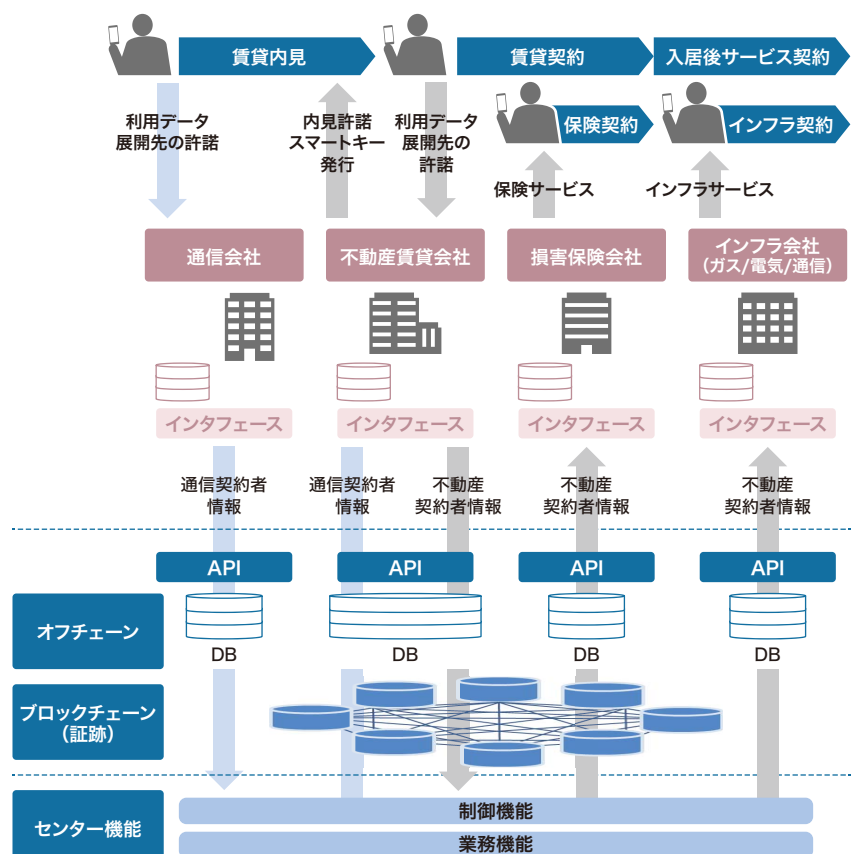 賃貸内見
賃貸契約
入居後サービス契約
保険契約
インフラ契約
利用データ
展開先の許諾
内見許諾
スマートキー
発行
利用データ
展開先の
許諾
保険サービス
インフラサービス
通信会社
不動産賃貸会社
損害保険会社
インフラ会社
(ガス/電気/通信)
インタフェース
インタフェース
インタフェース
インタフェース
通信契約者
情報
通信契約者
情報
不動産
契約者情報
不動産
契約者情報
不動産
契約者情報
API
API
API
API
オフチェーン
DB
DB
DB
DB
ブロックチェーン
(証跡)
センター機能
制御機能
業務機能